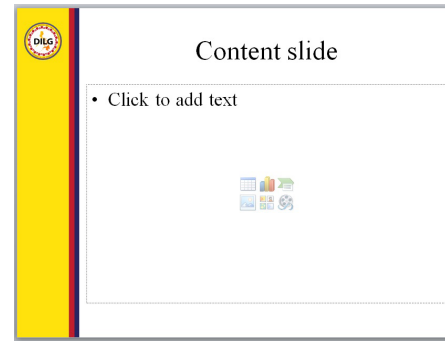 DILG
Content slide
• Click to add text